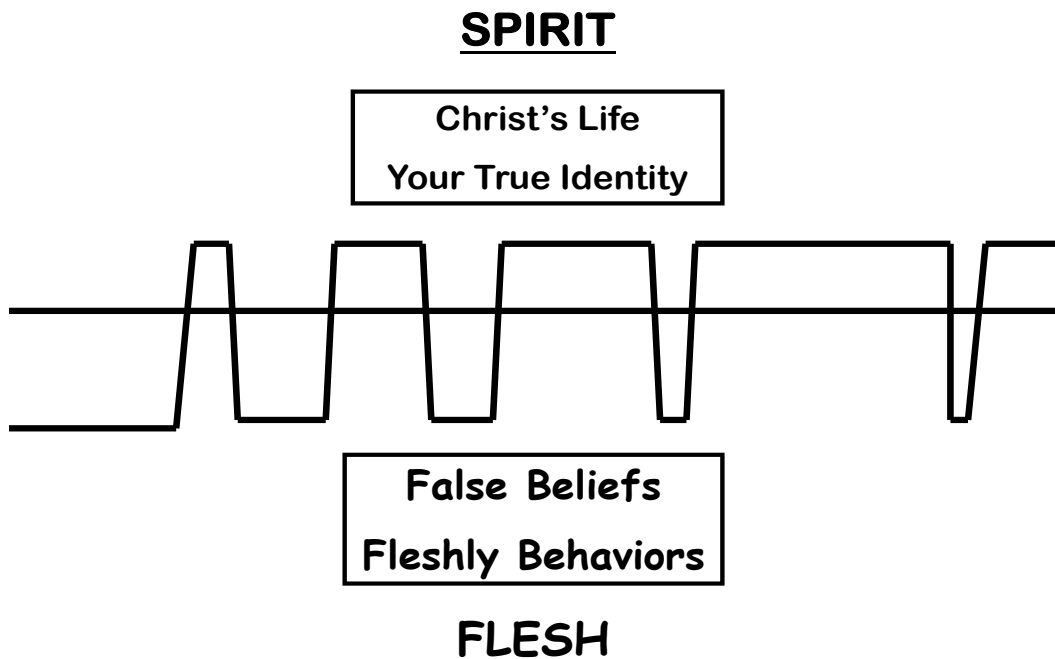 SPIRIT
Christ’s Life
Your True Identity
False Beliefs
Fleshly Behaviors
FLESH